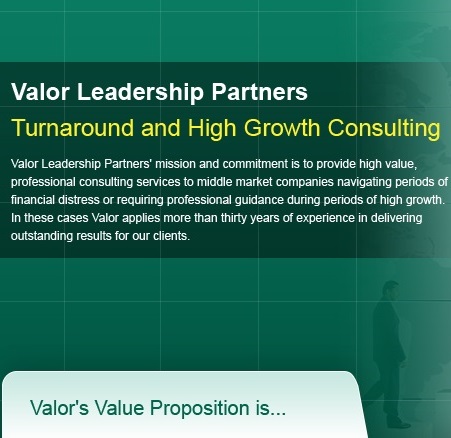 Valor Leadership Partners
Turnaround and High Growth Consulting
Valor Leadership Partners' mission and commitment is to provide high value,
professional consulting services to middle market companies navigating periods of
financial distress or requiring professional guidance during periods of high growth.
In these cases Valor applies more than thirty years of experience in delivering
outstanding results for our clients.
Valor's Value Proposition is...